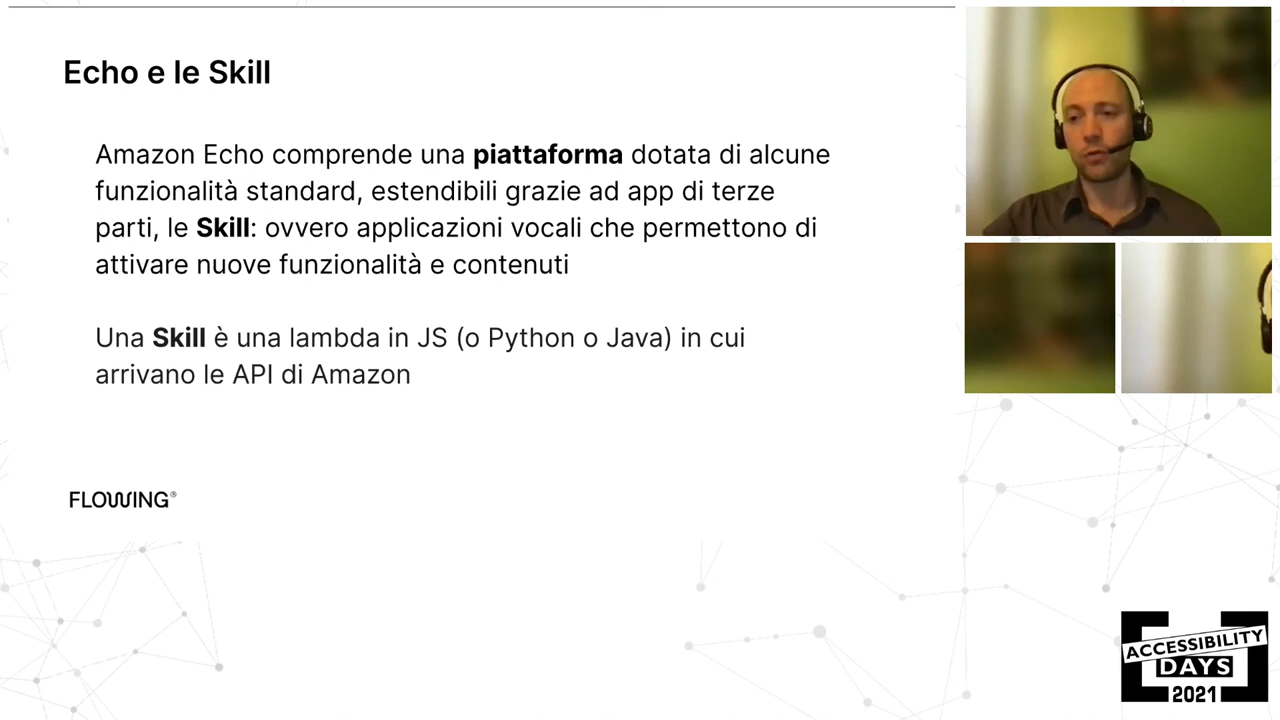 Echo e le Skill
Amazon Echo comprende una piattaforma dotata di alcune
funzionalità standard, estendibili grazie ad app di terze
parti, le Skill: ovvero applicazioni vocali che permettono di
attivare nuove funzionalità e contenuti
Una Skill è una lambda in JS (o Python o Java) in cui
arrivano le API di Amazon
FLOWING®
ACCESSIBILITY
DAYS
2021